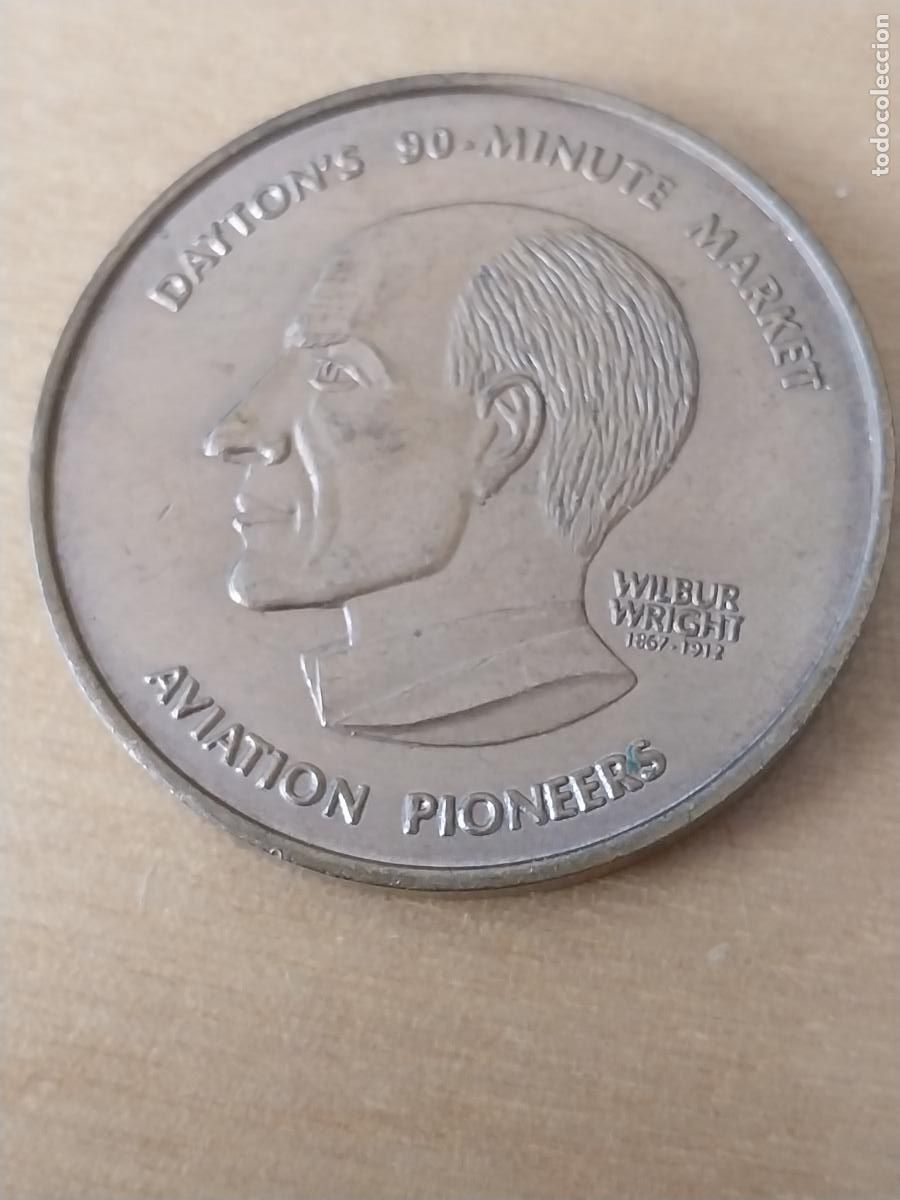 DAYTON'S 90-MINUTE MARKET
WILBUR
WRIGHT
1867-1912
AVIATION PIONEERS
todocoleccion